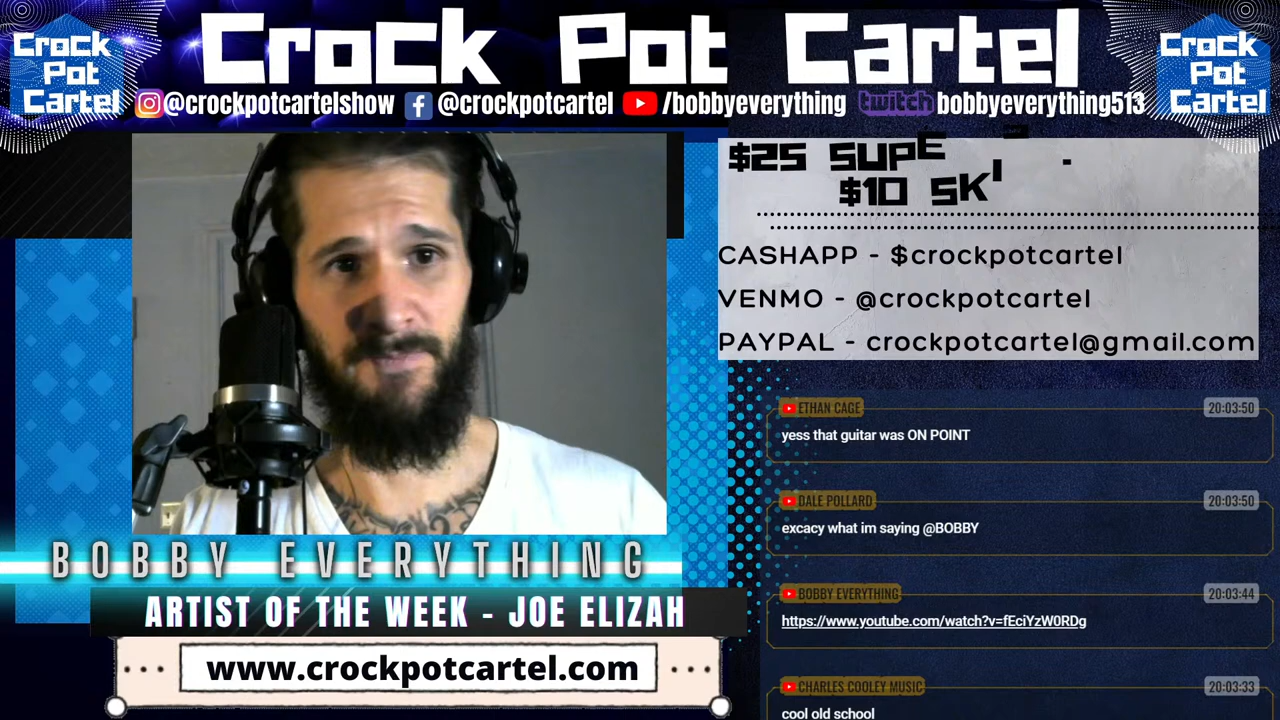 Crock Pot Cartel
Crock
Pot
Cartel
Crock
Pot
Cartel
@crockpotcartelshow @crockpotcartel /bobbyeverything twitch bobbyeverything513
$25 SUPE
$10 SK
CASHAPP - $crockpotcartel
VENMO - @crockpotcartel
PAYPAL - crockpotcartel@gmail.com
ETHAN CAGE 20:03:50
yess that guitar was ON POINT
DALE POLLARD 20:03:50
excacy what im saying @BOBBY
BOBBY EVERYTHING 20:03:44
https://www.youtube.com/watch?v=fEciYzW0RDg
CHARLES COOLEY MUSIC 20:03:33
cool old school
BOBBY EVERYTHING
ARTIST OF THE WEEK - JOE ELIZAH
www.crockpotcartel.com